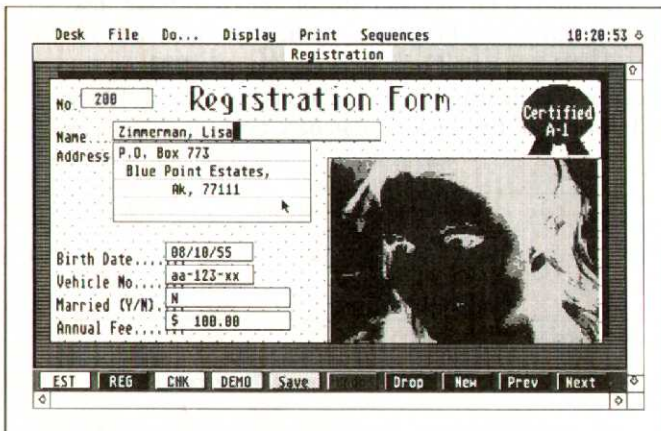 Desk File Do... Display Print Sequences 10:20:53
Registration
No. 200
Registration Form
Certified
A-1
Name... Zimmerman, Lisa
Address P.O. Box 773
Blue Point Estates,
Ak, 77111
Birth Date....... 08/10/55
Vehicle No....... aa-123-xx
Married (Y/N). N
Annual Fee....... $ 100.00
EST REG CHK DEMO Save Drop New Prev Next